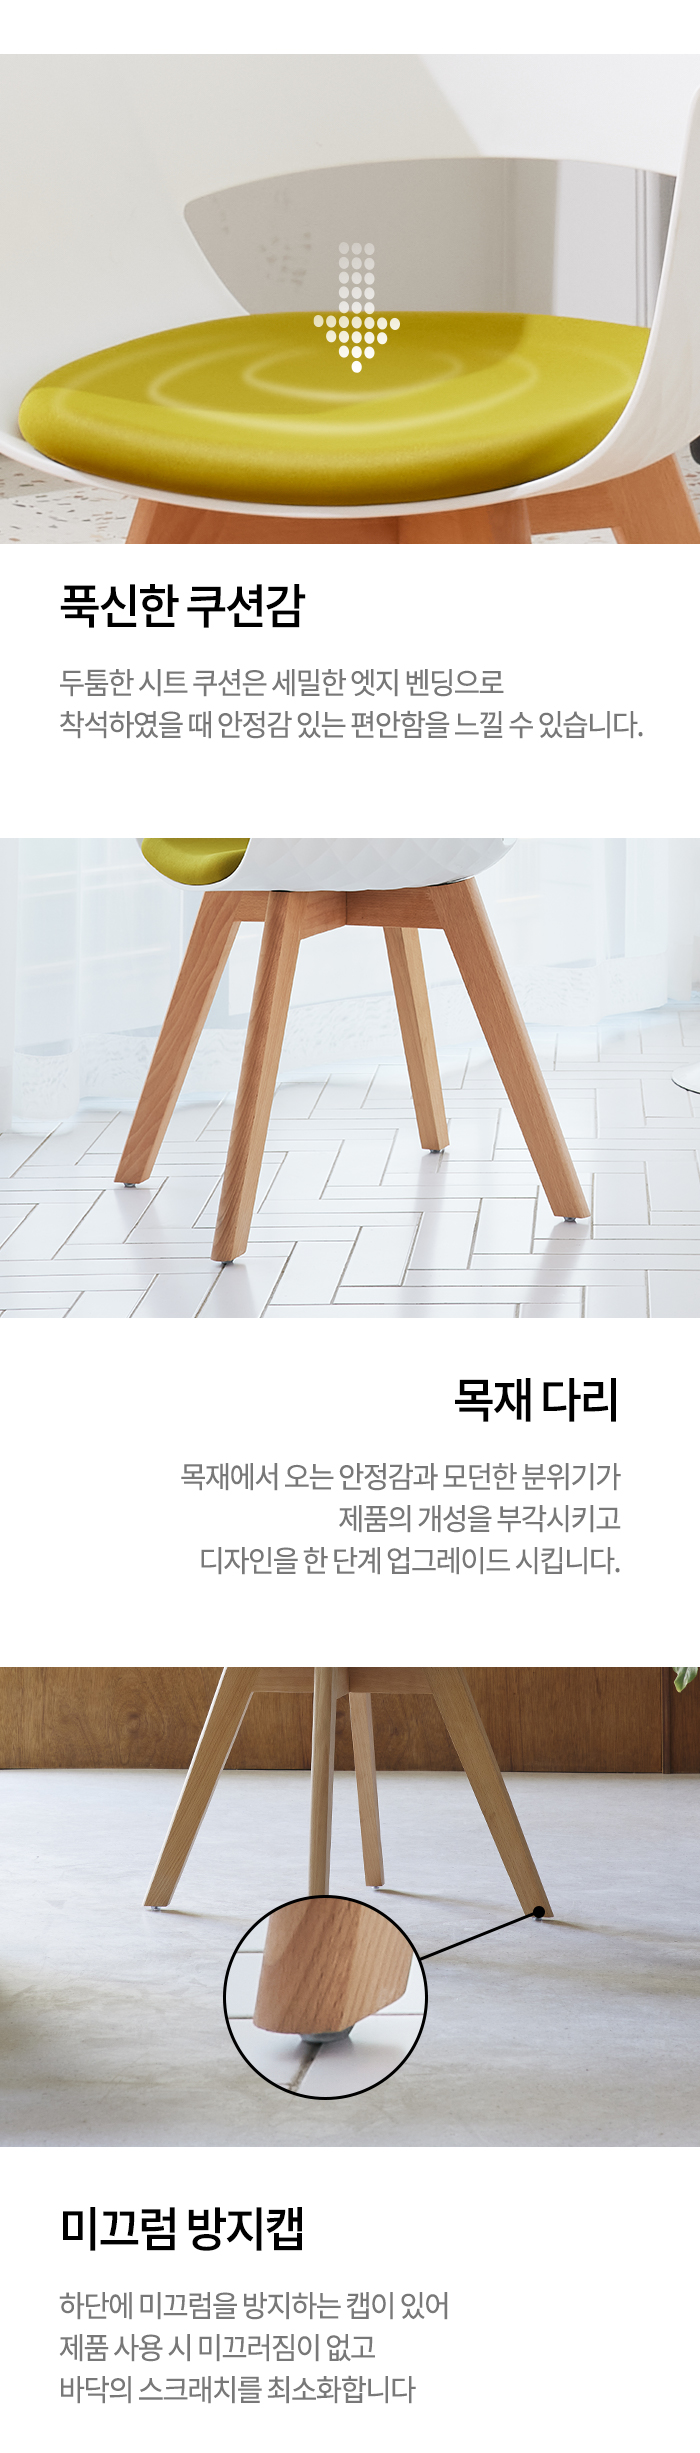 푹신한 쿠션감
두툼한 시트 쿠션은 세밀한 엣지 벤딩으로
착석하였을 때 안정감 있는 편안함을 느낄 수 있습니다.
목재 다리
목재에서 오는 안정감과 모던한 분위기가
제품의 개성을 부각시키고
디자인을 한 단계 업그레이드 시킵니다.
미끄럼 방지캡
하단에 미끄럼을 방지하는 캡이 있어
제품 사용 시 미끄러짐이 없고
바닥의 스크래치를 최소화합니다